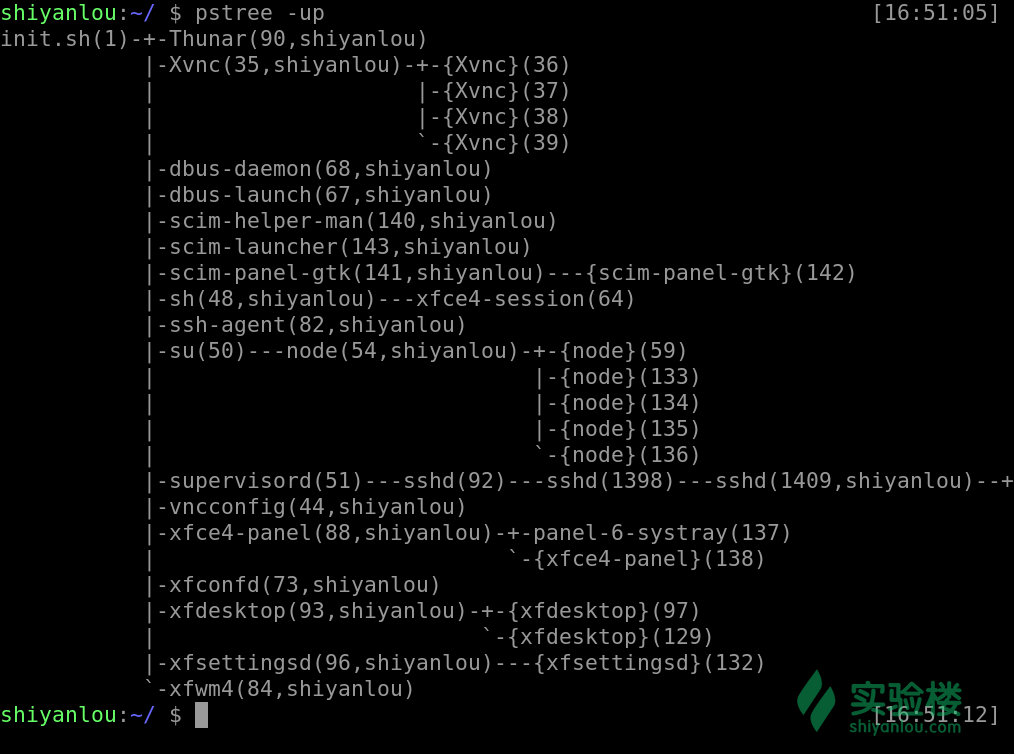 shiyanlou:~/ $ pstree -up                                          [16:51:05]
init.sh(1)-+-Thunar(90,shiyanlou)
           |-Xvnc(35,shiyanlou)-+-{Xvnc}(36)
           |                    |-{Xvnc}(37)
           |                    |-{Xvnc}(38)
           |                    `-{Xvnc}(39)
           |-dbus-daemon(68,shiyanlou)
           |-dbus-launch(67,shiyanlou)
           |-scim-helper-man(140,shiyanlou)
           |-scim-launcher(143,shiyanlou)
           |-scim-panel-gtk(141,shiyanlou)---{scim-panel-gtk}(142)
           |-sh(48,shiyanlou)---xfce4-session(64)
           |-ssh-agent(82,shiyanlou)
           |-su(50)---node(54,shiyanlou)-+-{node}(59)
           |                             |-{node}(133)
           |                             |-{node}(134)
           |                             |-{node}(135)
           |                             `-{node}(136)
           |-supervisord(51)---sshd(92)---sshd(1398)---sshd(1409,shiyanlou)--+
           |-vncconfig(44,shiyanlou)
           |-xfce4-panel(88,shiyanlou)-+-panel-6-systray(137)
           |                           `-{xfce4-panel}(138)
           |-xfconfd(73,shiyanlou)
           |-xfdesktop(93,shiyanlou)-+-{xfdesktop}(97)
           |                         `-{xfdesktop}(129)
           |-xfsettingsd(96,shiyanlou)---{xfsettingsd}(132)
           `-xfwm4(84,shiyanlou)
shiyanlou:~/ $                                                     [16:51:12]
实验楼
shiyanlou.com